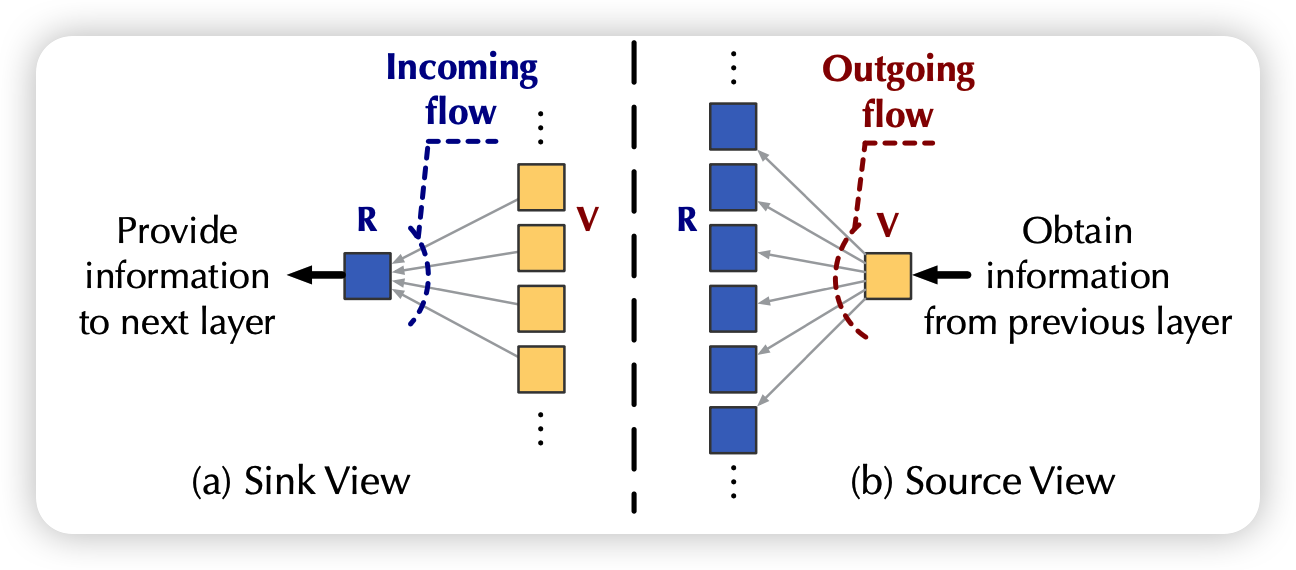 Incoming
flow
R
V
Provide
information
to next layer
(a) Sink View
Outgoing
flow
R
V
Obtain
information
from previous layer
(b) Source View